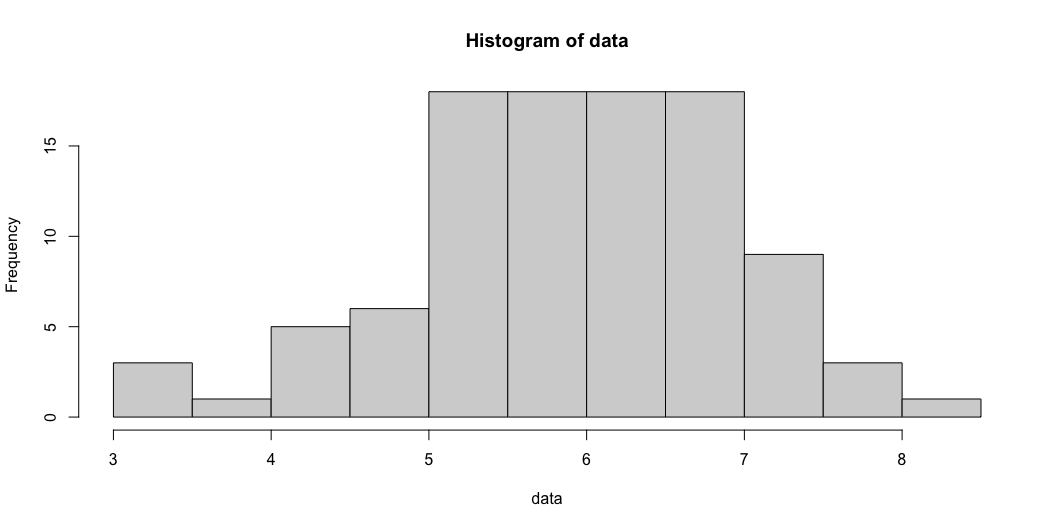 Histogram of data
Frequency
15
10
5
0
3 4 5 6 7 8
data